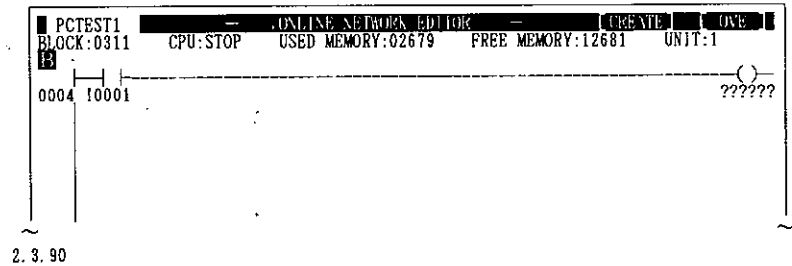 PCTEST1 ONLINE NETWORK EDITOR CREATE OVE
BLOCK:0311 CPU:STOP USED MEMORY:02679 FREE MEMORY:12681 UNIT:1
B
0004 !0001 ??????
2.3.90